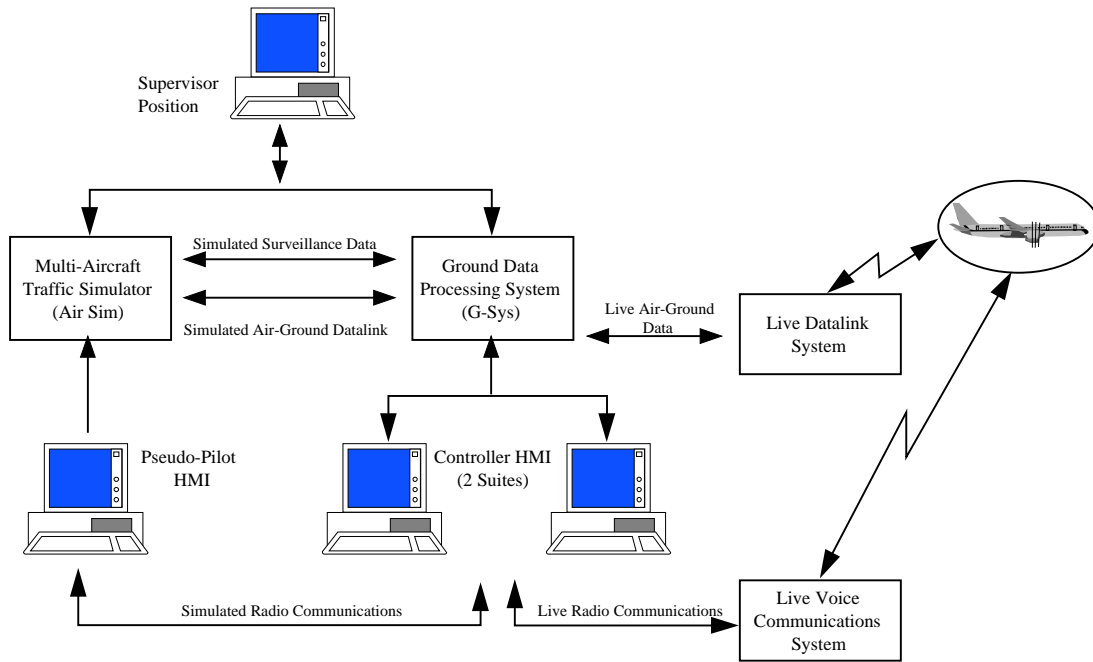 Supervisor
Position
Simulated Surveillance Data
Multi-Aircraft
Traffic Simulator
(Air Sim)
Ground Data
Processing System
(G-Sys)
Simulated Air-Ground Datalink
Live Air-Ground
Data
Live Datalink
System
Pseudo-Pilot
HMI
Controller HMI
(2 Suites)
Simulated Radio Communications
Live Radio Communications
Live Voice
Communications
System